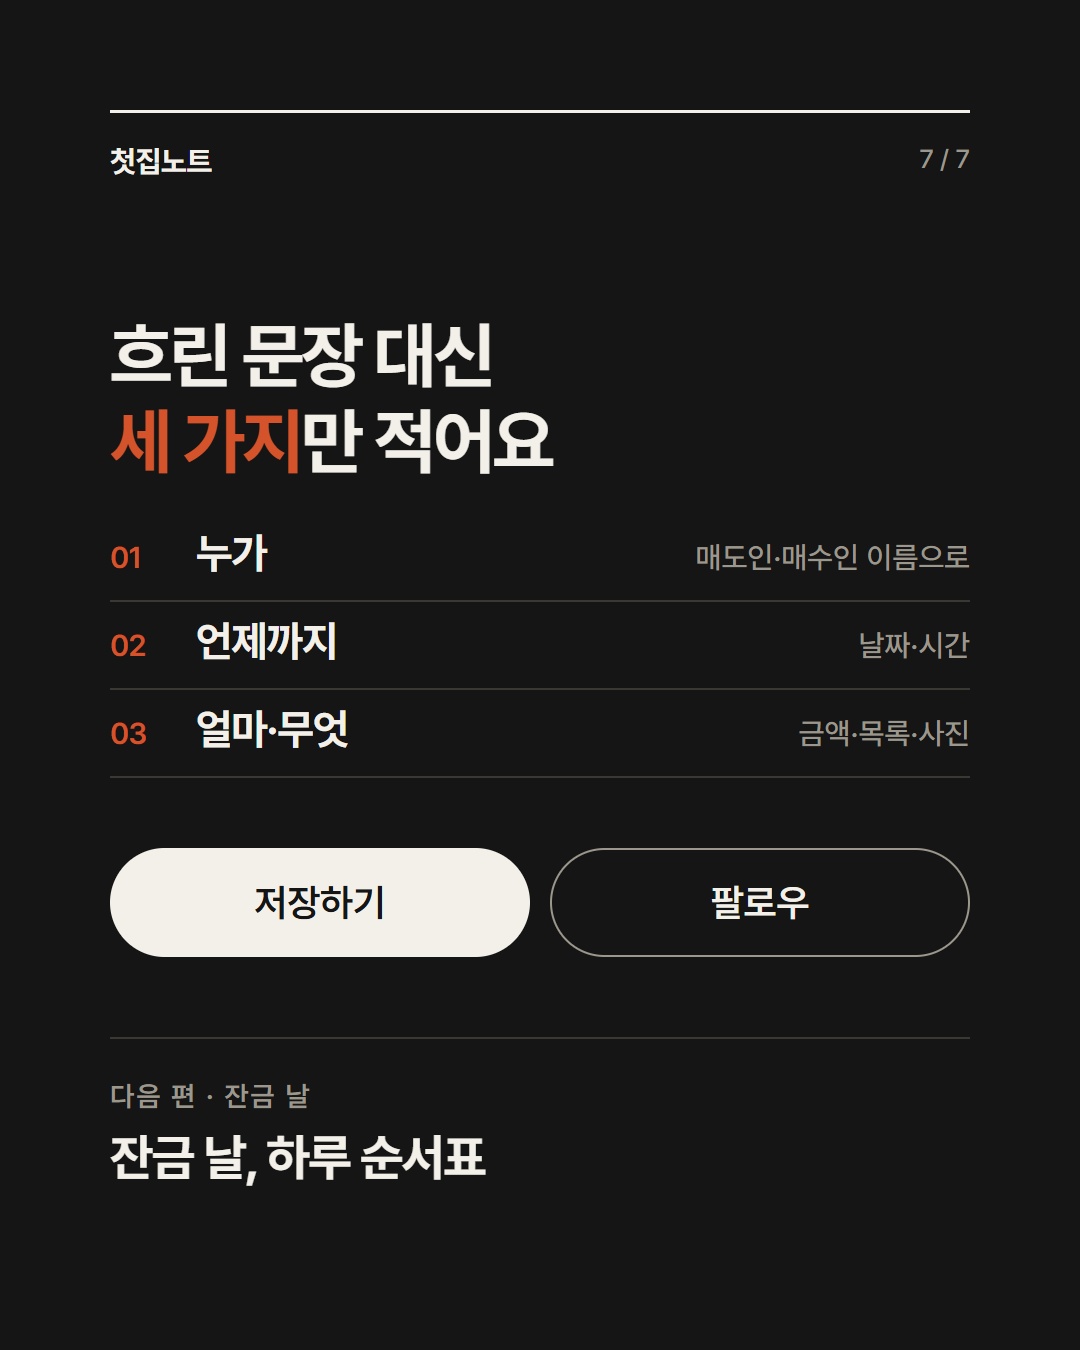 첫집노트
7 / 7
흐린 문장 대신
세 가지만 적어요
01 누가 매도인·매수인 이름으로
02 언제까지 날짜·시간
03 얼마·무엇 금액·목록·사진
저장하기 팔로우
다음 편 · 잔금 날
잔금 날, 하루 순서표